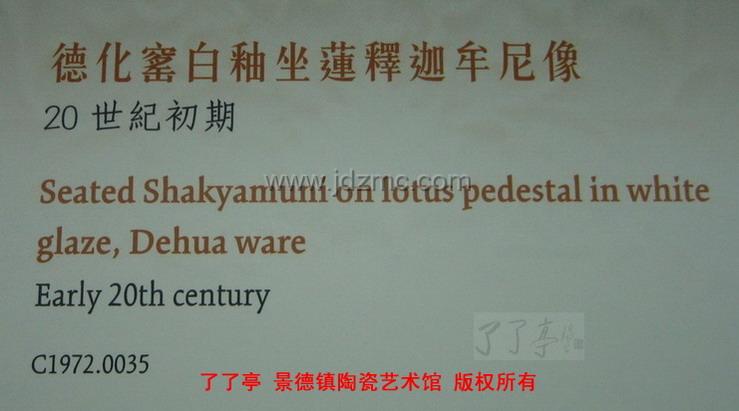 德化窰白釉坐蓮釋迦牟尼像
20 世紀初期
www.jdzmc.com
Seated Shakyamuni on lotus pedestal in white
glaze, Dehua ware
Early 20th century
了了亭
C1972.0035
了了亭 景德镇陶瓷艺术馆 版权所有